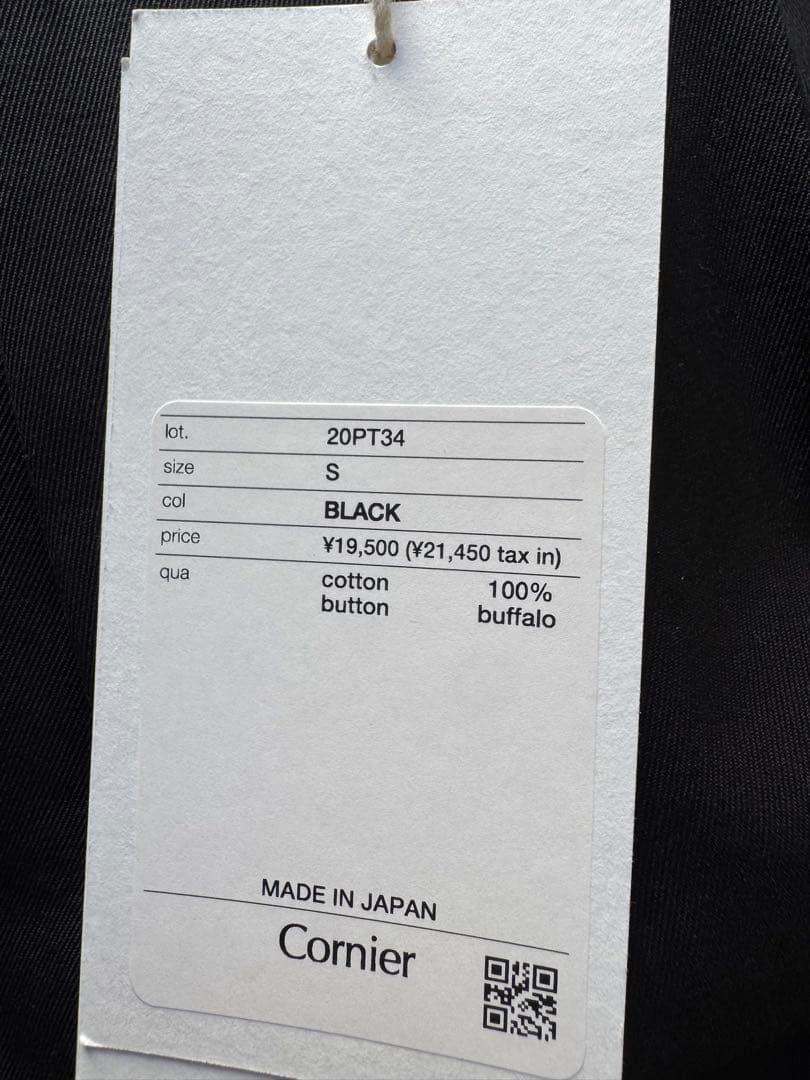 lot. 20PT34
size S
col BLACK
price ¥19,500 (¥21,450 tax in)
qua cotton 100%
button buffalo
MADE IN JAPAN
Cornier